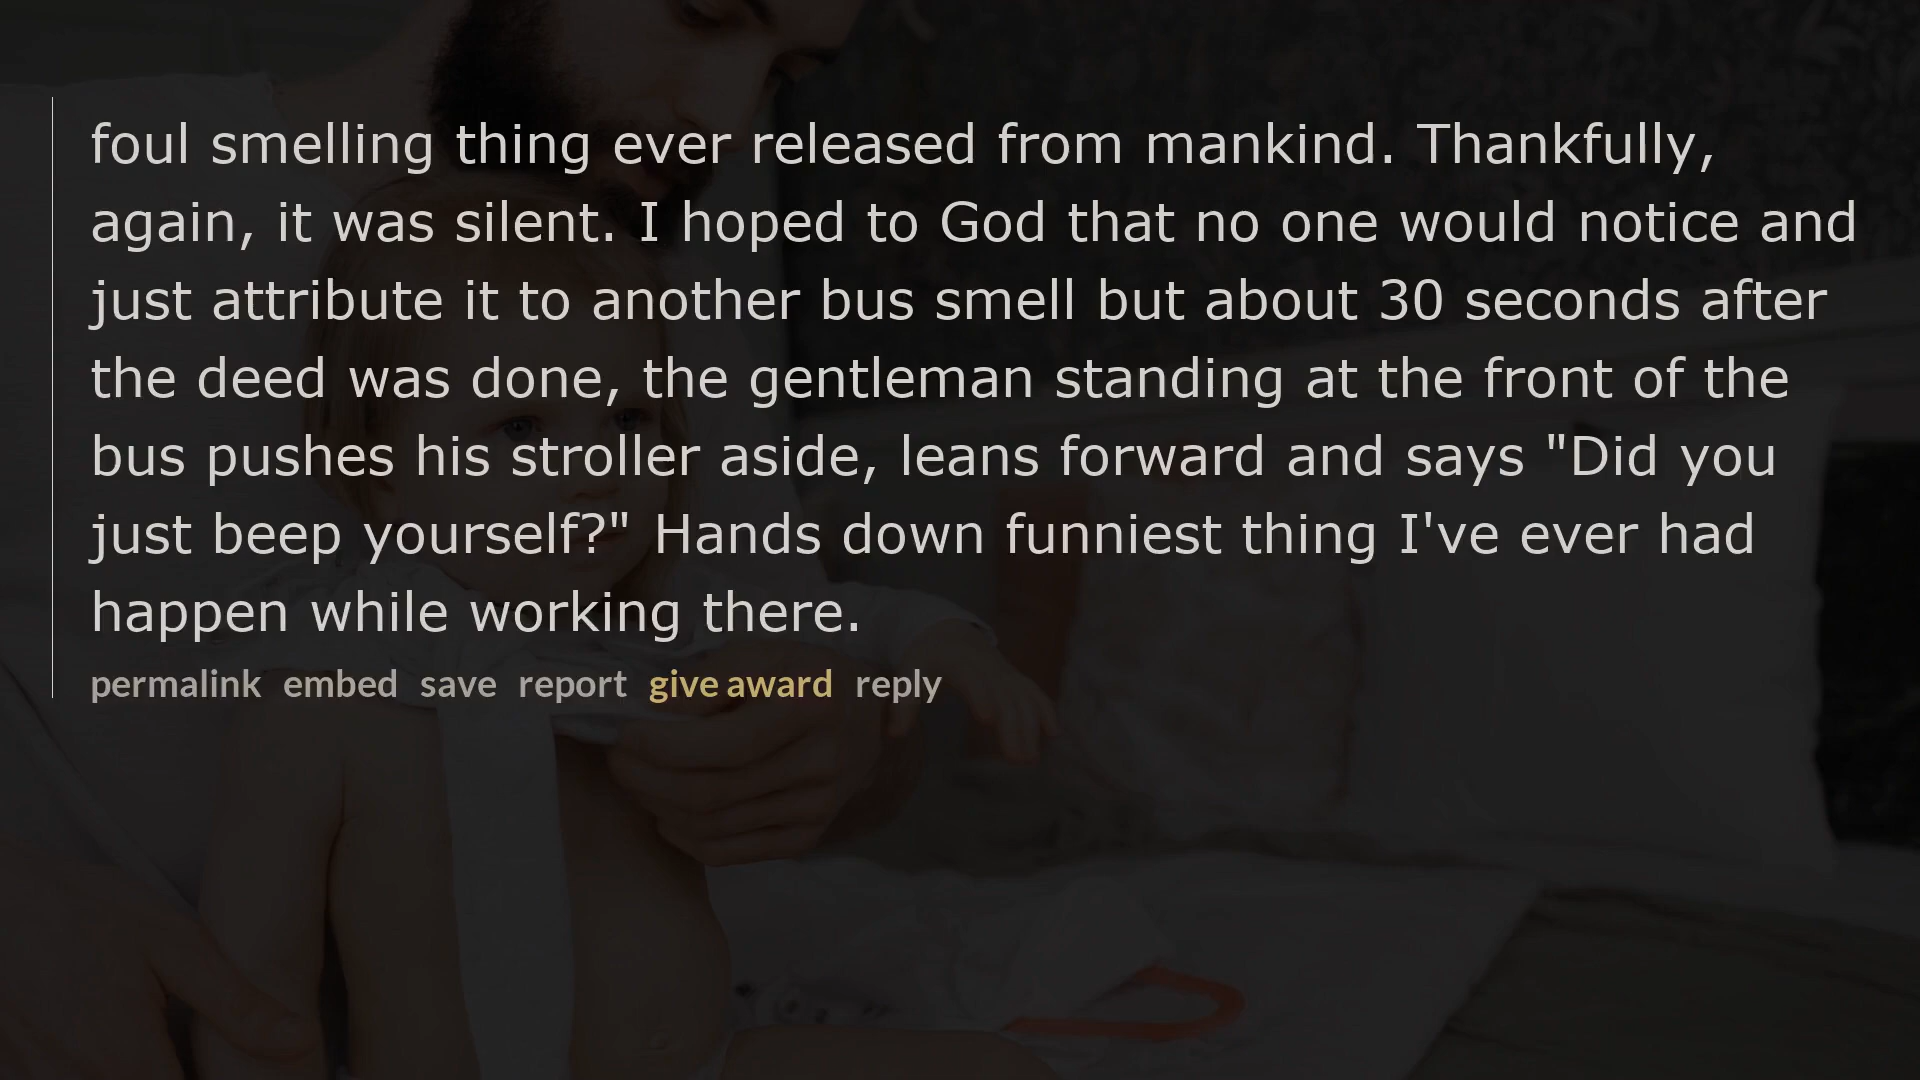 foul smelling thing ever released from mankind. Thankfully,
again, it was silent. I hoped to God that no one would notice and
just attribute it to another bus smell but about 30 seconds after
the deed was done, the gentleman standing at the front of the
bus pushes his stroller aside, leans forward and says "Did you
just beep yourself?" Hands down funniest thing I've ever had
happen while working there.
permalink embed save report give award reply